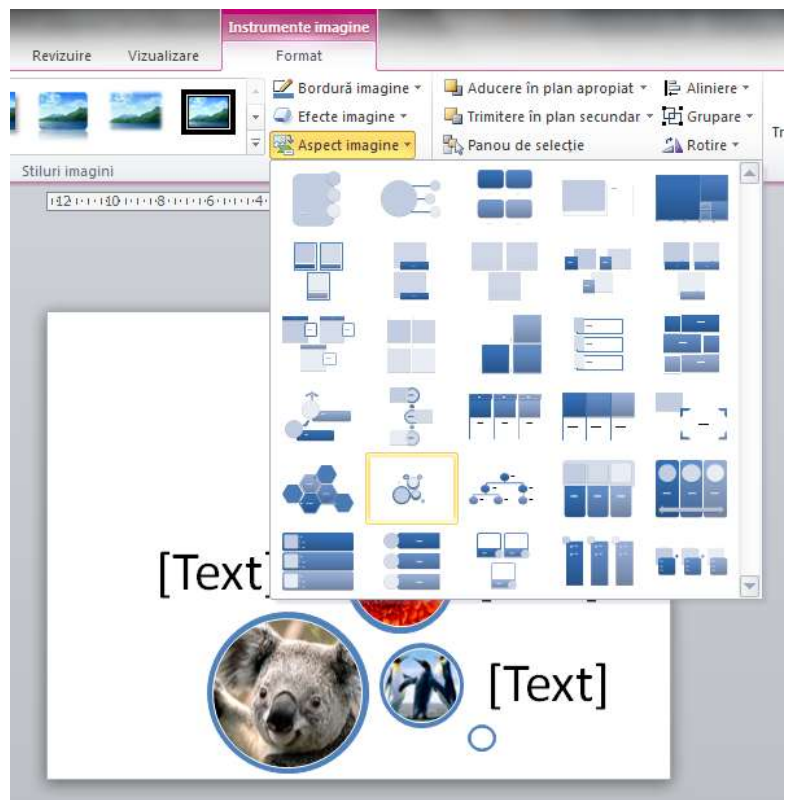 Instrumente imagine
Revizuire Vizualizare Format
Bordură imagine Aducere în plan apropiat Aliniere
Efecte imagine Trimitere în plan secundar Grupare
Aspect imagine Panou de selecție Rotire
Tr
Stiluri imagini
12 10 8 6 4
[Text]
[Text]